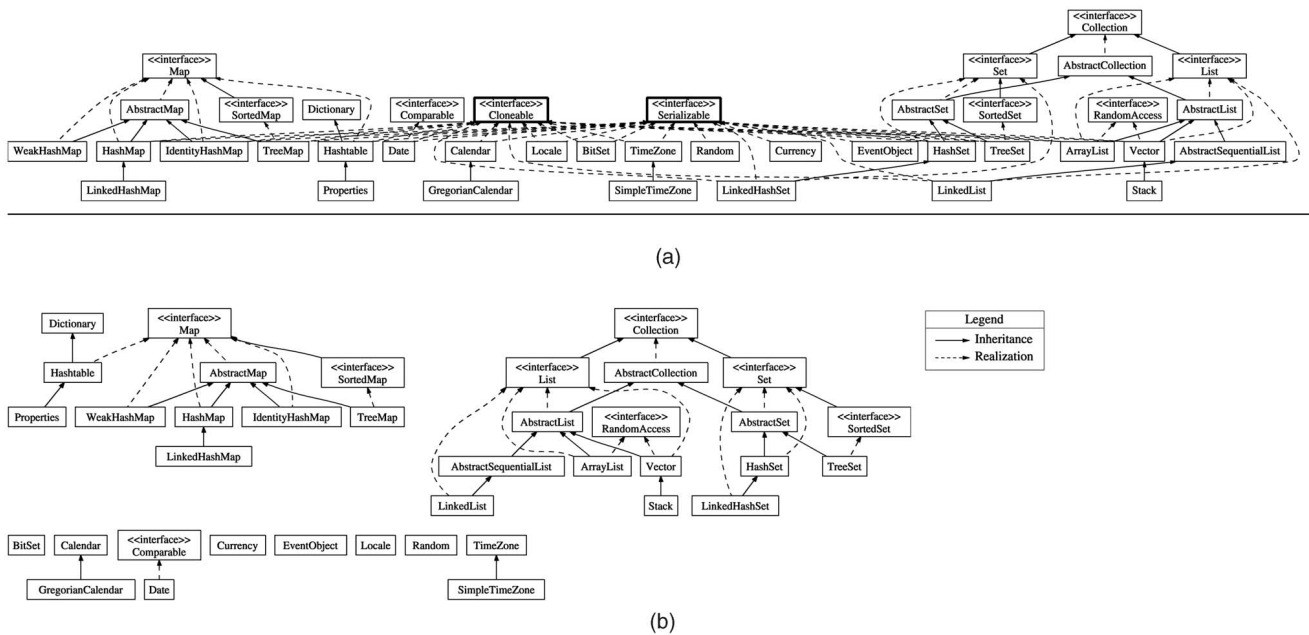 <<interface>>
Collection
<<interface>>
Map
<<interface>>
Set
AbstractCollection
<<interface>>
List
AbstractMap
<<interface>>
SortedMap
Dictionary
<<interface>>
Comparable
<<interface>>
Cloneable
<<interface>>
Serializable
AbstractSet
<<interface>>
SortedSet
<<interface>>
RandomAccess
AbstractList
WeakHashMap
HashMap
IdentityHashMap
TreeMap
Hashtable
Date
Calendar
Locale
BitSet
TimeZone
Random
Currency
EventObject
HashSet
TreeSet
ArrayList
Vector
AbstractSequentialList
LinkedHashMap
Properties
GregorianCalendar
SimpleTimeZone
LinkedHashSet
LinkedList
Stack
(a)
Dictionary
<<interface>>
Map
<<interface>>
Collection
Legend
Inheritance
Realization
Hashtable
AbstractMap
<<interface>>
SortedMap
<<interface>>
List
AbstractCollection
<<interface>>
Set
Properties
WeakHashMap
HashMap
IdentityHashMap
TreeMap
AbstractList
<<interface>>
RandomAccess
AbstractSet
<<interface>>
SortedSet
LinkedHashMap
AbstractSequentialList
ArrayList
Vector
HashSet
TreeSet
LinkedList
Stack
LinkedHashSet
BitSet
Calendar
<<interface>>
Comparable
Currency
EventObject
Locale
Random
TimeZone
GregorianCalendar
Date
SimpleTimeZone
(b)